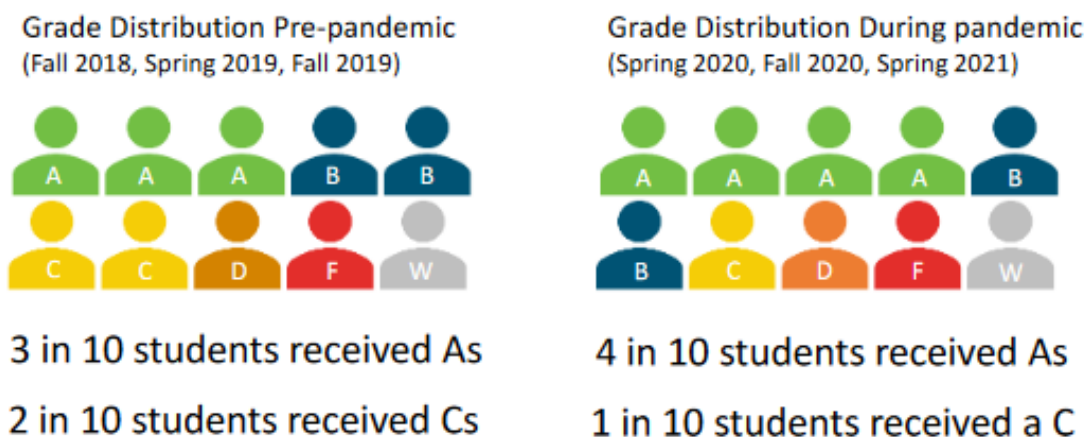 Grade Distribution Pre-pandemic
(Fall 2018, Spring 2019, Fall 2019)
A A A B B
C C D F W
3 in 10 students received As
2 in 10 students received Cs
Grade Distribution During pandemic
(Spring 2020, Fall 2020, Spring 2021)
A A A A B
B C D F W
4 in 10 students received As
1 in 10 students received a C